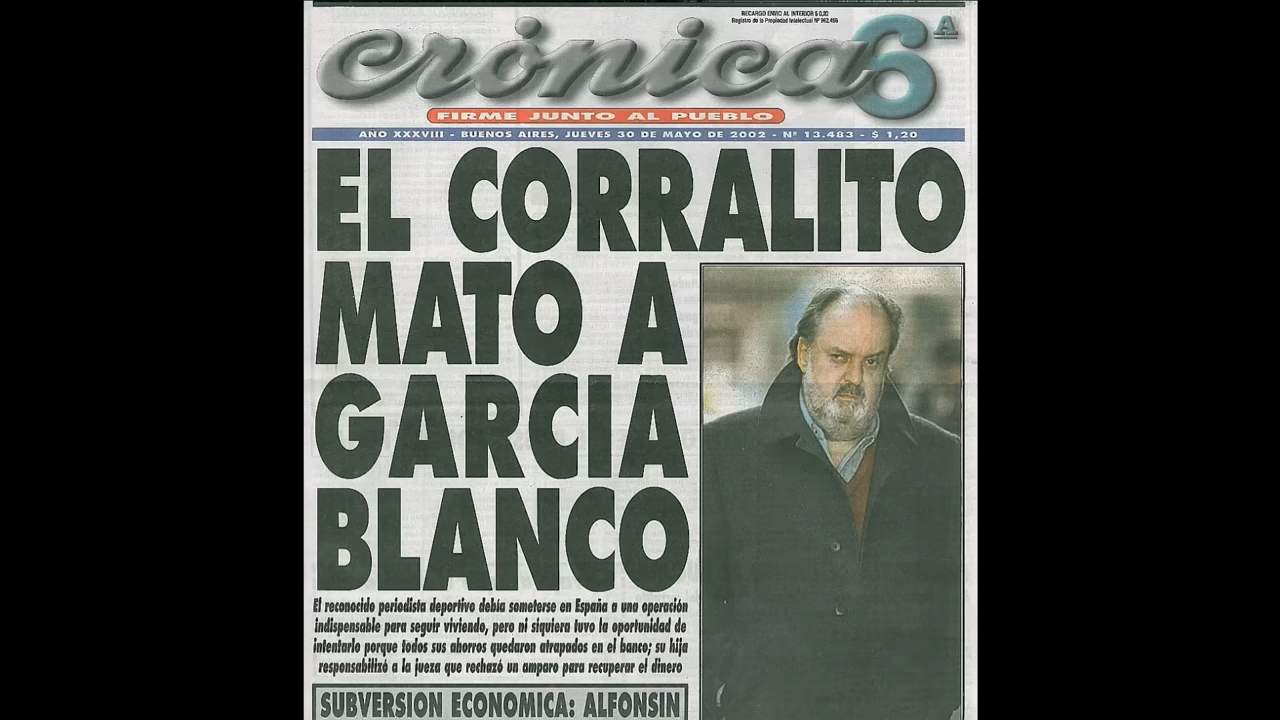 RECARGO ENVIO AL INTERIOR $ 0,20
Registro de la Propiedad Intelectual Nº 962.456
crónica 6ª
FIRME JUNTO AL PUEBLO
AÑO XXXVIII - BUENOS AIRES, JUEVES 30 DE MAYO DE 2002 - Nº 13.483 - $ 1,20
EL CORRALITO
MATO A
GARCIA
BLANCO
El reconocido periodista deportivo debía someterse en España a una operación
indispensable para seguir viviendo, pero ni siquiera tuvo la oportunidad de
intentarlo porque todos sus ahorros quedaron atrapados en el banco; su hija
responsabilizó a la jueza que rechazó un amparo para recuperar el dinero
SUBVERSION ECONOMICA: ALFONSIN